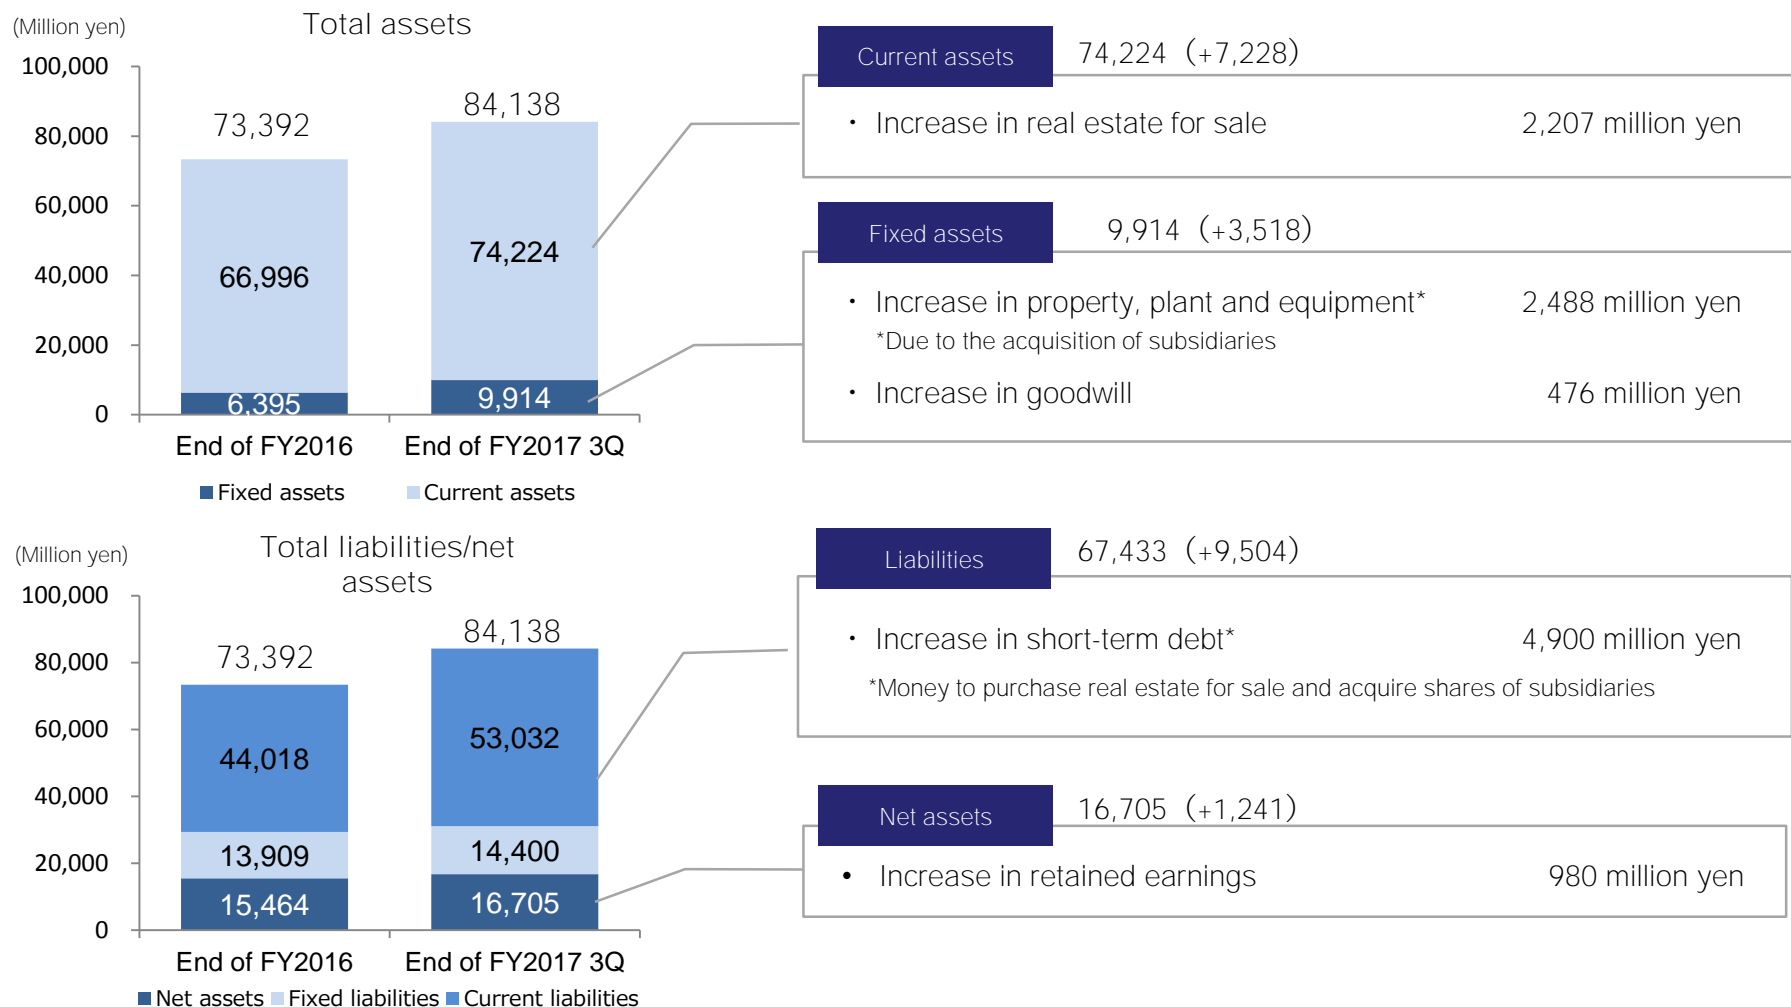 (Million yen)
Total assets
100,000
80,000
60,000
40,000
20,000
0
73,392
84,138
66,996
74,224
6,395
9,914
End of FY2016
End of FY2017 3Q
Fixed assets
Current assets
Current assets
74,224 (+7,228)
・ Increase in real estate for sale 2,207 million yen
Fixed assets
9,914 (+3,518)
・ Increase in property, plant and equipment* 2,488 million yen
*Due to the acquisition of subsidiaries
・ Increase in goodwill 476 million yen
(Million yen)
Total liabilities/net
assets
100,000
80,000
60,000
40,000
20,000
0
73,392
84,138
44,018
53,032
13,909
14,400
15,464
16,705
End of FY2016
End of FY2017 3Q
Net assets
Fixed liabilities
Current liabilities
Liabilities
67,433 (+9,504)
・ Increase in short-term debt* 4,900 million yen
*Money to purchase real estate for sale and acquire shares of subsidiaries
Net assets
16,705 (+1,241)
• Increase in retained earnings 980 million yen